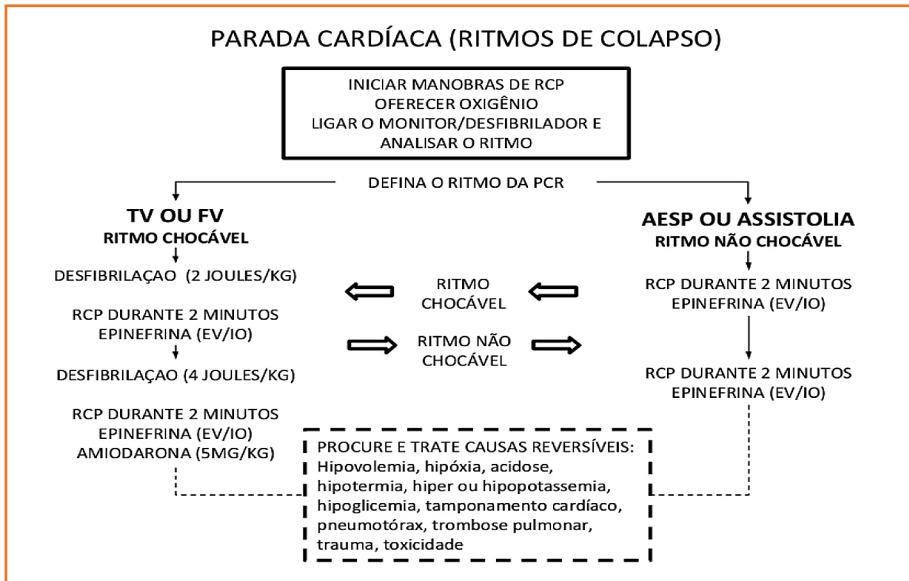 PARADA CARDÍACA (RITMOS DE COLAPSO)
INICIAR MANOBRAS DE RCP
OFERECER OXIGÊNIO
LIGAR O MONITOR/DESFIBRILADOR E
ANALISAR O RITMO
DEFINA O RITMO DA PCR
TV OU FV
RITMO CHOCÁVEL
DESFIBRILAÇAO (2 JOULES/KG)
RCP DURANTE 2 MINUTOS
EPINEFRINA (EV/IO)
DESFIBRILAÇAO (4 JOULES/KG)
RCP DURANTE 2 MINUTOS
EPINEFRINA (EV/IO)
AMIODARONA (5MG/KG)
RITMO
CHOCÁVEL
RITMO NÃO
CHOCÁVEL
AESP OU ASSISTOLIA
RITMO NÃO CHOCÁVEL
RCP DURANTE 2 MINUTOS
EPINEFRINA (EV/IO)
RCP DURANTE 2 MINUTOS
EPINEFRINA (EV/IO)
PROCURE E TRATE CAUSAS REVERSÍVEIS:
Hipovolemia, hipóxia, acidose,
hipotermia, hiper ou hipopotassemia,
hipoglicemia, tamponamento cardíaco,
pneumotórax, trombose pulmonar,
trauma, toxicidade